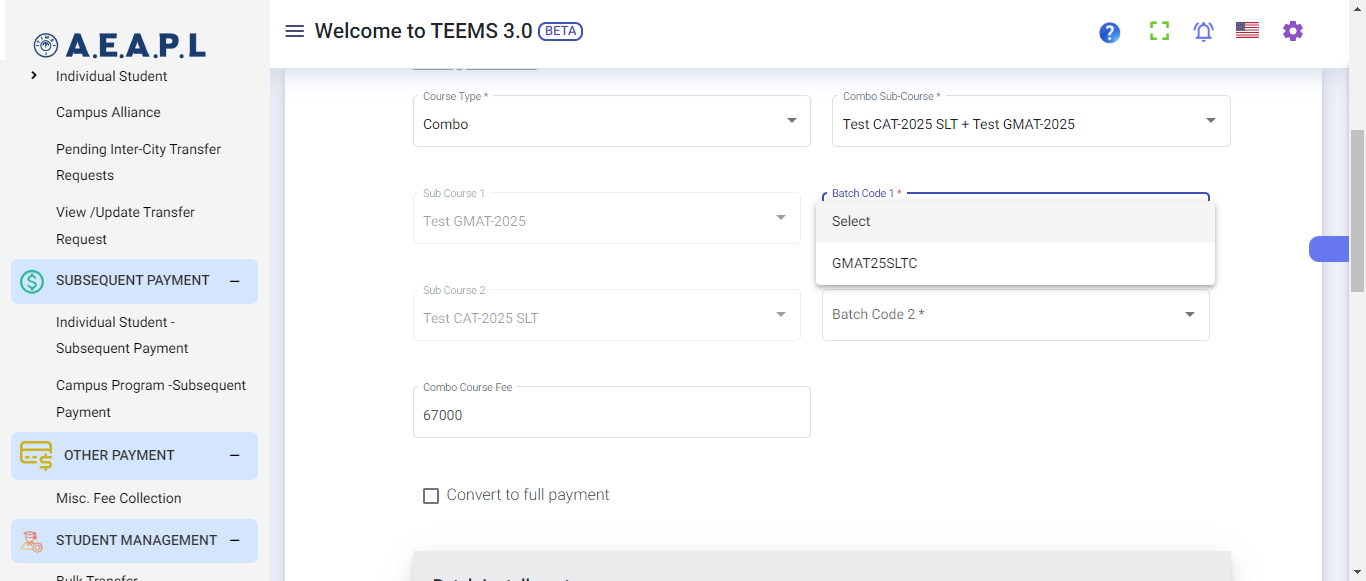 A.E.A.P.L
Individual Student
Campus Alliance
Pending Inter-City Transfer
Requests
View /Update Transfer
Request
SUBSEQUENT PAYMENT
Individual Student -
Subsequent Payment
Campus Program -Subsequent
Payment
OTHER PAYMENT
Misc. Fee Collection
STUDENT MANAGEMENT
Bulk Transfer
Welcome to TEEMS 3.0 BETA
Course Type *
Combo
Combo Sub-Course *
Test CAT-2025 SLT + Test GMAT-2025
Sub Course 1
Test GMAT-2025
Batch Code 1 *
Select
GMAT25SLTC
Sub Course 2
Test CAT-2025 SLT
Batch Code 2 *
Combo Course Fee
67000
Convert to full payment